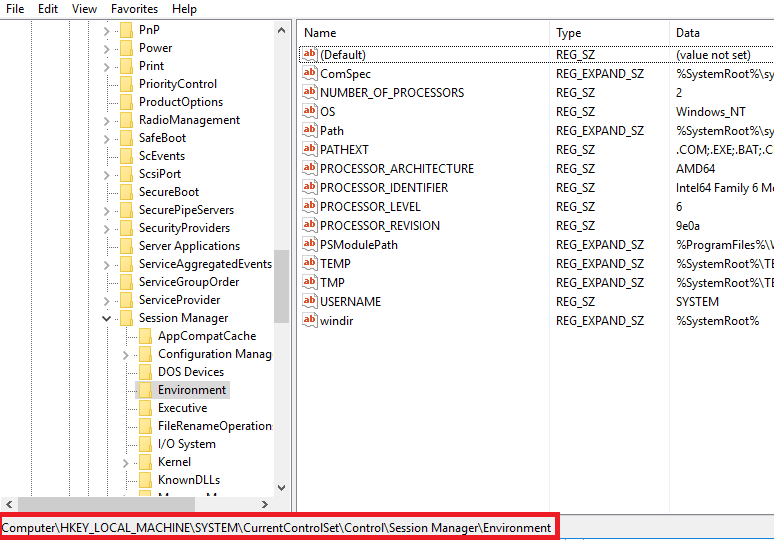 File Edit View Favorites Help
PnP
Power
Print
PriorityControl
ProductOptions
RadioManagement
SafeBoot
ScEvents
ScsiPort
SecureBoot
SecurePipeServers
SecurityProviders
Server Applications
ServiceAggregatedEvents
ServiceGroupOrder
ServiceProvider
Session Manager
AppCompatCache
Configuration Manag
DOS Devices
Environment
Executive
FileRenameOperation
I/O System
Kernel
KnownDLLs
Name Type Data
(Default) REG_SZ (value not set)
ComSpec REG_EXPAND_SZ %SystemRoot%\sy
NUMBER_OF_PROCESSORS REG_SZ 2
OS REG_SZ Windows_NT
Path REG_EXPAND_SZ %SystemRoot%\sy
PATHEXT REG_SZ .COM;.EXE;.BAT;.C
PROCESSOR_ARCHITECTURE REG_SZ AMD64
PROCESSOR_IDENTIFIER REG_SZ Intel64 Family 6 Mo
PROCESSOR_LEVEL REG_SZ 6
PROCESSOR_REVISION REG_SZ 9e0a
PSModulePath REG_EXPAND_SZ %ProgramFiles%\W
TEMP REG_EXPAND_SZ %SystemRoot%\TE
TMP REG_EXPAND_SZ %SystemRoot%\TE
USERNAME REG_SZ SYSTEM
windir REG_EXPAND_SZ %SystemRoot%
Computer\HKEY_LOCAL_MACHINE\SYSTEM\CurrentControlSet\Control\Session Manager\Environment